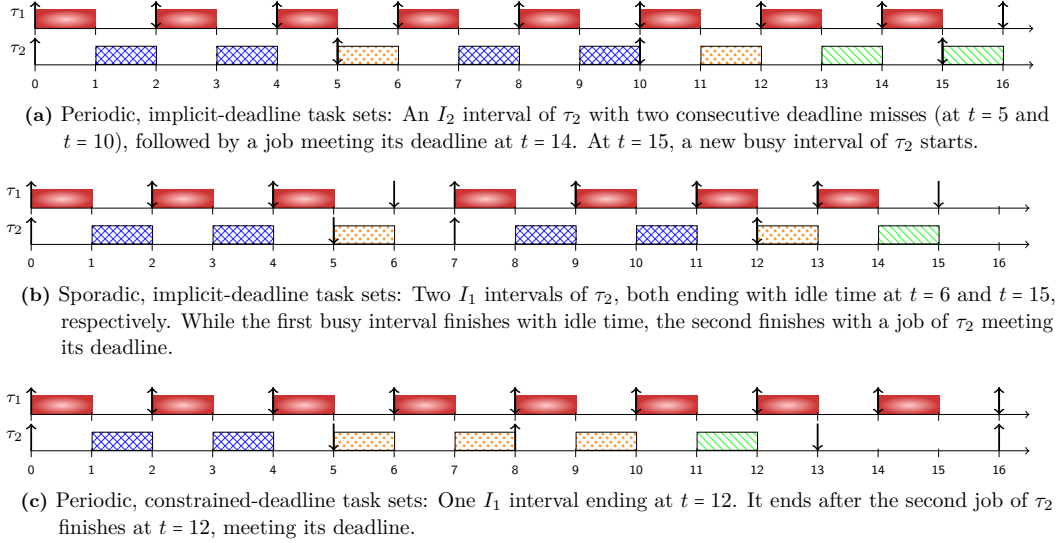 τ1
τ2
0 1 2 3 4 5 6 7 8 9 10 11 12 13 14 15 16
(a) Periodic, implicit-deadline task sets: An I2 interval of τ2 with two consecutive deadline misses (at t = 5 and
t = 10), followed by a job meeting its deadline at t = 14. At t = 15, a new busy interval of τ2 starts.
τ1
τ2
0 1 2 3 4 5 6 7 8 9 10 11 12 13 14 15 16
(b) Sporadic, implicit-deadline task sets: Two I1 intervals of τ2, both ending with idle time at t = 6 and t = 15,
respectively. While the first busy interval finishes with idle time, the second finishes with a job of τ2 meeting
its deadline.
τ1
τ2
0 1 2 3 4 5 6 7 8 9 10 11 12 13 14 15 16
(c) Periodic, constrained-deadline task sets: One I1 interval ending at t = 12. It ends after the second job of τ2
finishes at t = 12, meeting its deadline.